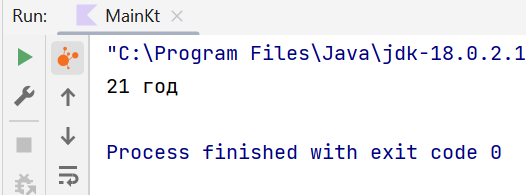 Run: MainKt
"C:\Program Files\Java\jdk-18.0.2.1
21 год
Process finished with exit code 0